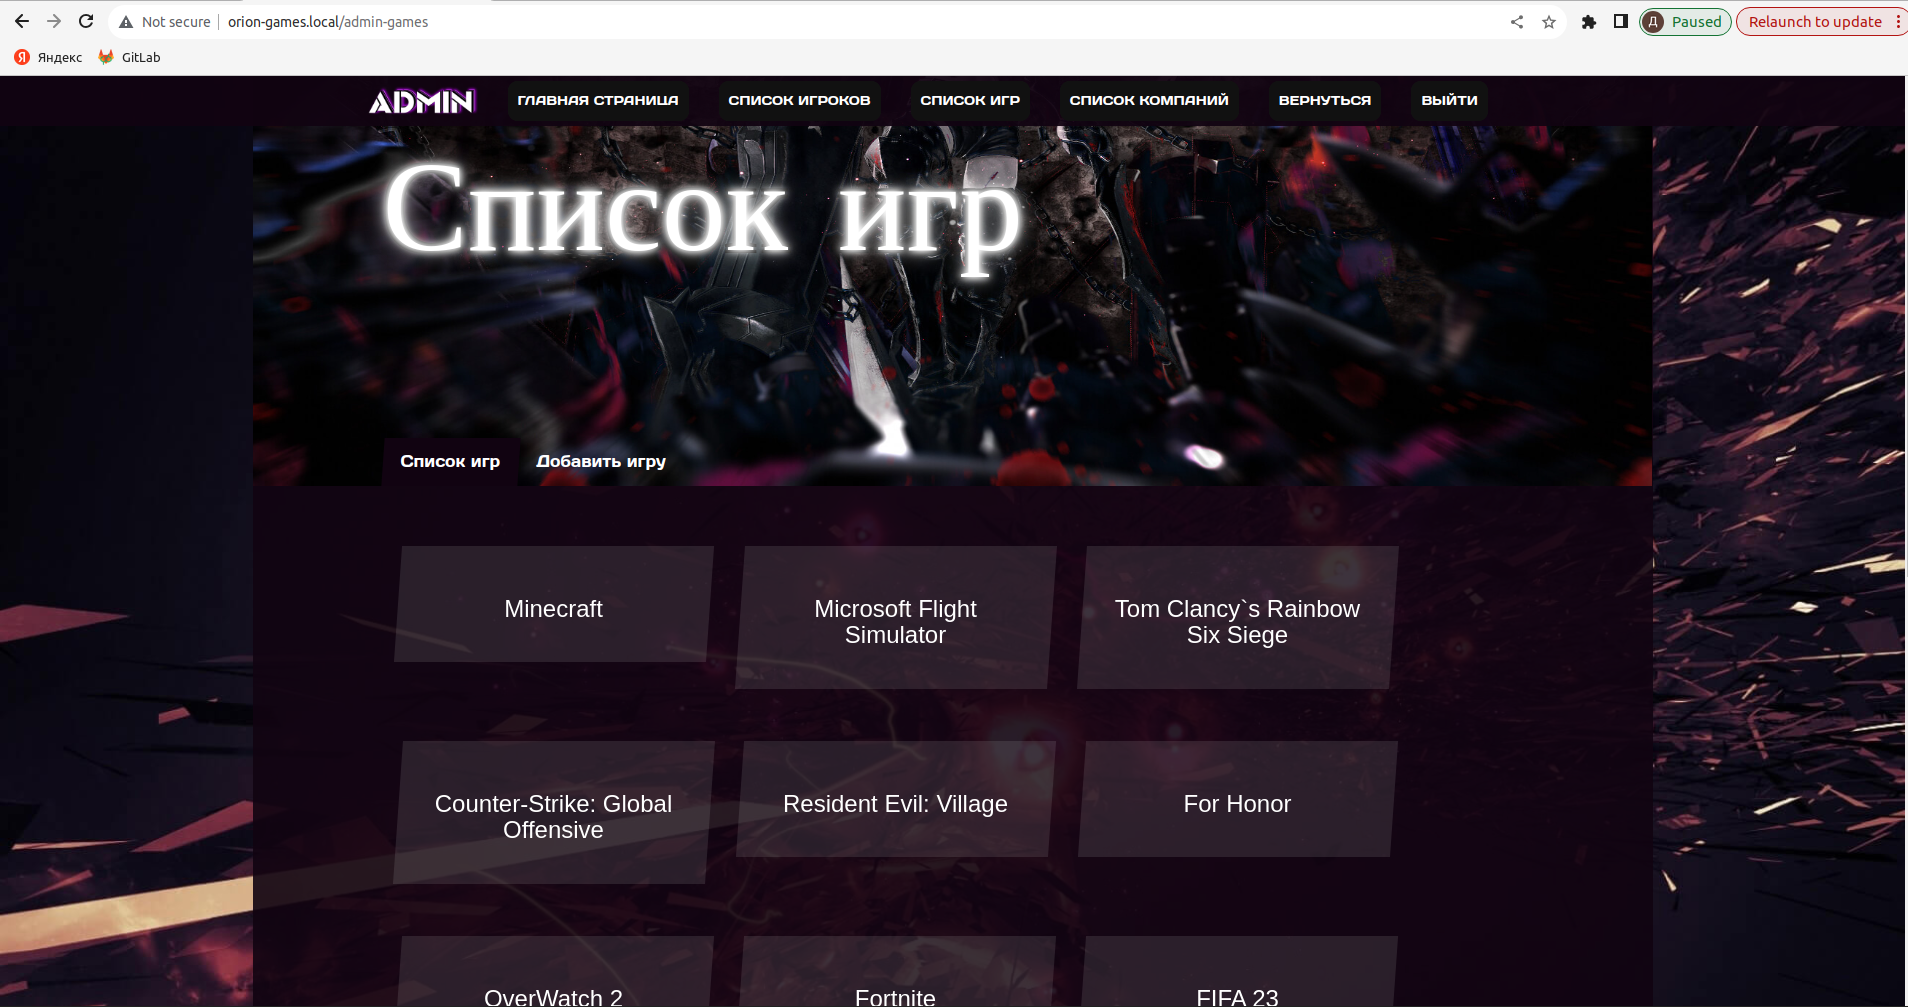 Not secure orion-games.local/admin-games Д Paused Relaunch to update
Я Яндекс GitLab
ADMIN ГЛАВНАЯ СТРАНИЦА СПИСОК ИГРОКОВ СПИСОК ИГР СПИСОК КОМПАНИЙ ВЕРНУТЬСЯ ВЫЙТИ
Список игр
Список игр Добавить игру
Minecraft
Microsoft Flight
Simulator
Tom Clancy`s Rainbow
Six Siege
Counter-Strike: Global
Offensive
Resident Evil: Village
For Honor
OverWatch 2
Fortnite
FIFA 23